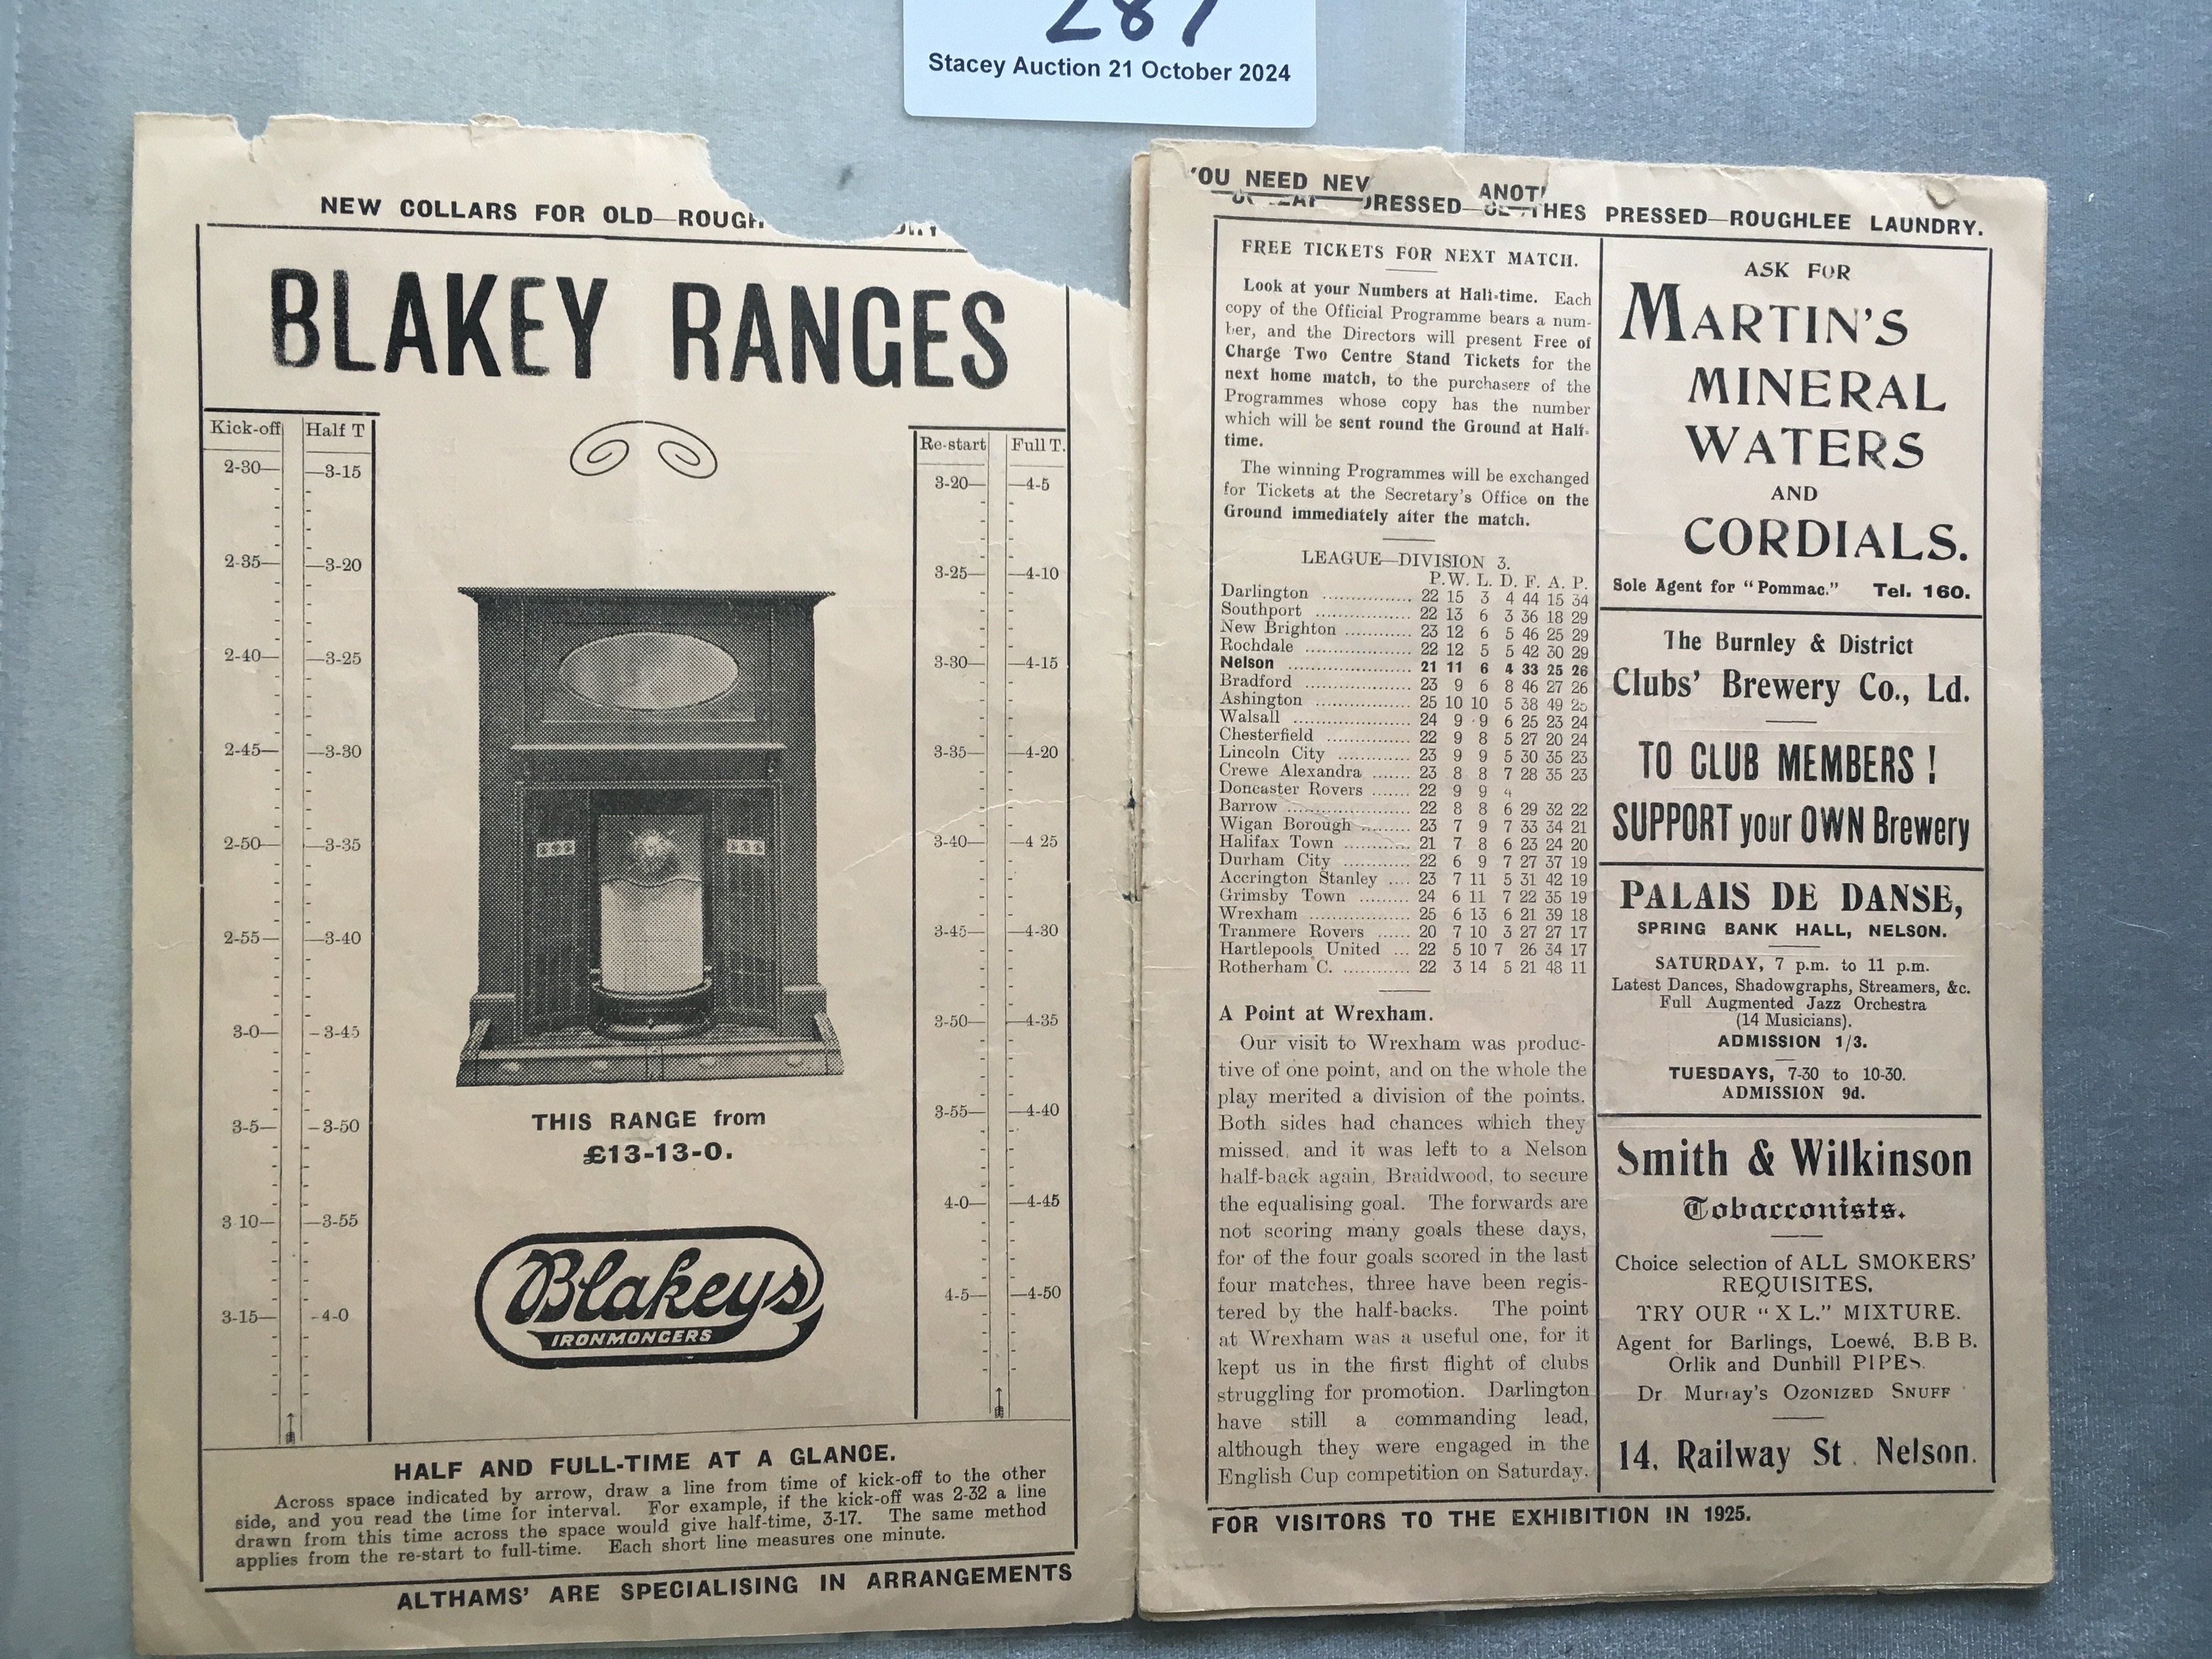 287
Stacey Auction 21 October 2024
NEW COLLARS FOR OLD—ROUGH
BLAKEY RANGES
Kick-off Half T
2-30— —3-15
2-35— —3-20
2-40— —3-25
2-45— —3-30
2-50— —3-35
2-55— —3-40
3-0— -3-45
3-5— -3-50
3 10— —3-55
3-15— -4-0
Re-start Full T.
3-20— —4-5
3-25— —4-10
3-30— —4-15
3-35— —4-20
3-40— —4 25
3-45— —4-30
3-50— —4-35
3-55— —4-40
4-0— —4-45
4-5— —4-50
THIS RANGE from
£13-13-0.
Blakeys
IRONMONGERS
HALF AND FULL-TIME AT A GLANCE.
Across space indicated by arrow, draw a line from time of kick-off to the other
side, and you read the time for interval. For example, if the kick-off was 2-32 a line
drawn from this time across the space would give half-time, 3-17. The same method
applies from the re-start to full-time. Each short line measures one minute.
ALTHAMS' ARE SPECIALISING IN ARRANGEMENTS
OU NEED NEV
DRESSED— THES PRESSED—ROUGHLEE LAUNDRY.
FREE TICKETS FOR NEXT MATCH.
Look at your Numbers at Half-time. Each
copy of the Official Programme bears a num-
ber, and the Directors will present Free of
Charge Two Centre Stand Tickets for the
next home match, to the purchasers of the
Programmes whose copy has the number
which will be sent round the Ground at Half-
time.
The winning Programmes will be exchanged
for Tickets at the Secretary's Office on the
Ground immediately after the match.
LEAGUE—DIVISION 3.
P. W. L. D. F. A. P.
Darlington .............. 22 15 3 4 44 15 34
Southport .............. 22 13 6 3 36 18 29
New Brighton .......... 23 12 6 5 46 25 29
Rochdale ................ 22 12 5 5 42 30 29
Nelson .................. 21 11 6 4 33 25 26
Bradford ................ 23 9 6 8 46 27 26
Ashington .............. 25 10 10 5 38 49 25
Walsall .................. 24 9 9 6 25 23 24
Chesterfield ............ 22 9 8 5 27 20 24
Lincoln City ............ 23 9 9 5 30 35 23
Crewe Alexandra ...... 23 8 8 7 28 35 23
Doncaster Rovers ...... 22 9 9 4
Barrow .................. 22 8 8 6 29 32 22
Wigan Borough ........ 23 7 9 7 33 34 21
Halifax Town .......... 21 7 8 6 23 24 20
Durham City .......... 22 6 9 7 27 37 19
Accrington Stanley .... 23 7 11 5 31 42 19
Grimsby Town ........ 24 6 11 7 22 35 19
Wrexham .............. 25 6 13 6 21 39 18
Tranmere Rovers ...... 20 7 10 3 27 27 17
Hartlepools United ... 22 5 10 7 26 34 17
Rotherham C. .......... 22 3 14 5 21 48 11
A Point at Wrexham.
Our visit to Wrexham was produc-
tive of one point, and on the whole the
play merited a division of the points.
Both sides had chances which they
missed, and it was left to a Nelson
half-back again, Braidwood, to secure
the equalising goal. The forwards are
not scoring many goals these days,
for of the four goals scored in the last
four matches, three have been regis-
tered by the half-backs. The point
at Wrexham was a useful one, for it
kept us in the first flight of clubs
struggling for promotion. Darlington
have still a commanding lead,
although they were engaged in the
English Cup competition on Saturday.
ASK FOR
MARTIN'S
MINERAL
WATERS
AND
CORDIALS.
Sole Agent for "Pommac." Tel. 160.
The Burnley & District
Clubs' Brewery Co., Ld.
TO CLUB MEMBERS !
SUPPORT your OWN Brewery
PALAIS DE DANSE,
SPRING BANK HALL, NELSON.
SATURDAY, 7 p.m. to 11 p.m.
Latest Dances, Shadowgraphs, Streamers, &c.
Full Augmented Jazz Orchestra
(14 Musicians).
ADMISSION 1/3.
TUESDAYS, 7-30 to 10-30.
ADMISSION 9d.
Smith & Wilkinson
Tobacconists.
Choice selection of ALL SMOKERS'
REQUISITES.
TRY OUR "X L." MIXTURE.
Agent for Barlings, Loewé, B.B B.
Orlik and Dunhill PIPES.
Dr. Murray's OZONIZED SNUFF
14, Railway St. Nelson.
FOR VISITORS TO THE EXHIBITION IN 1925.